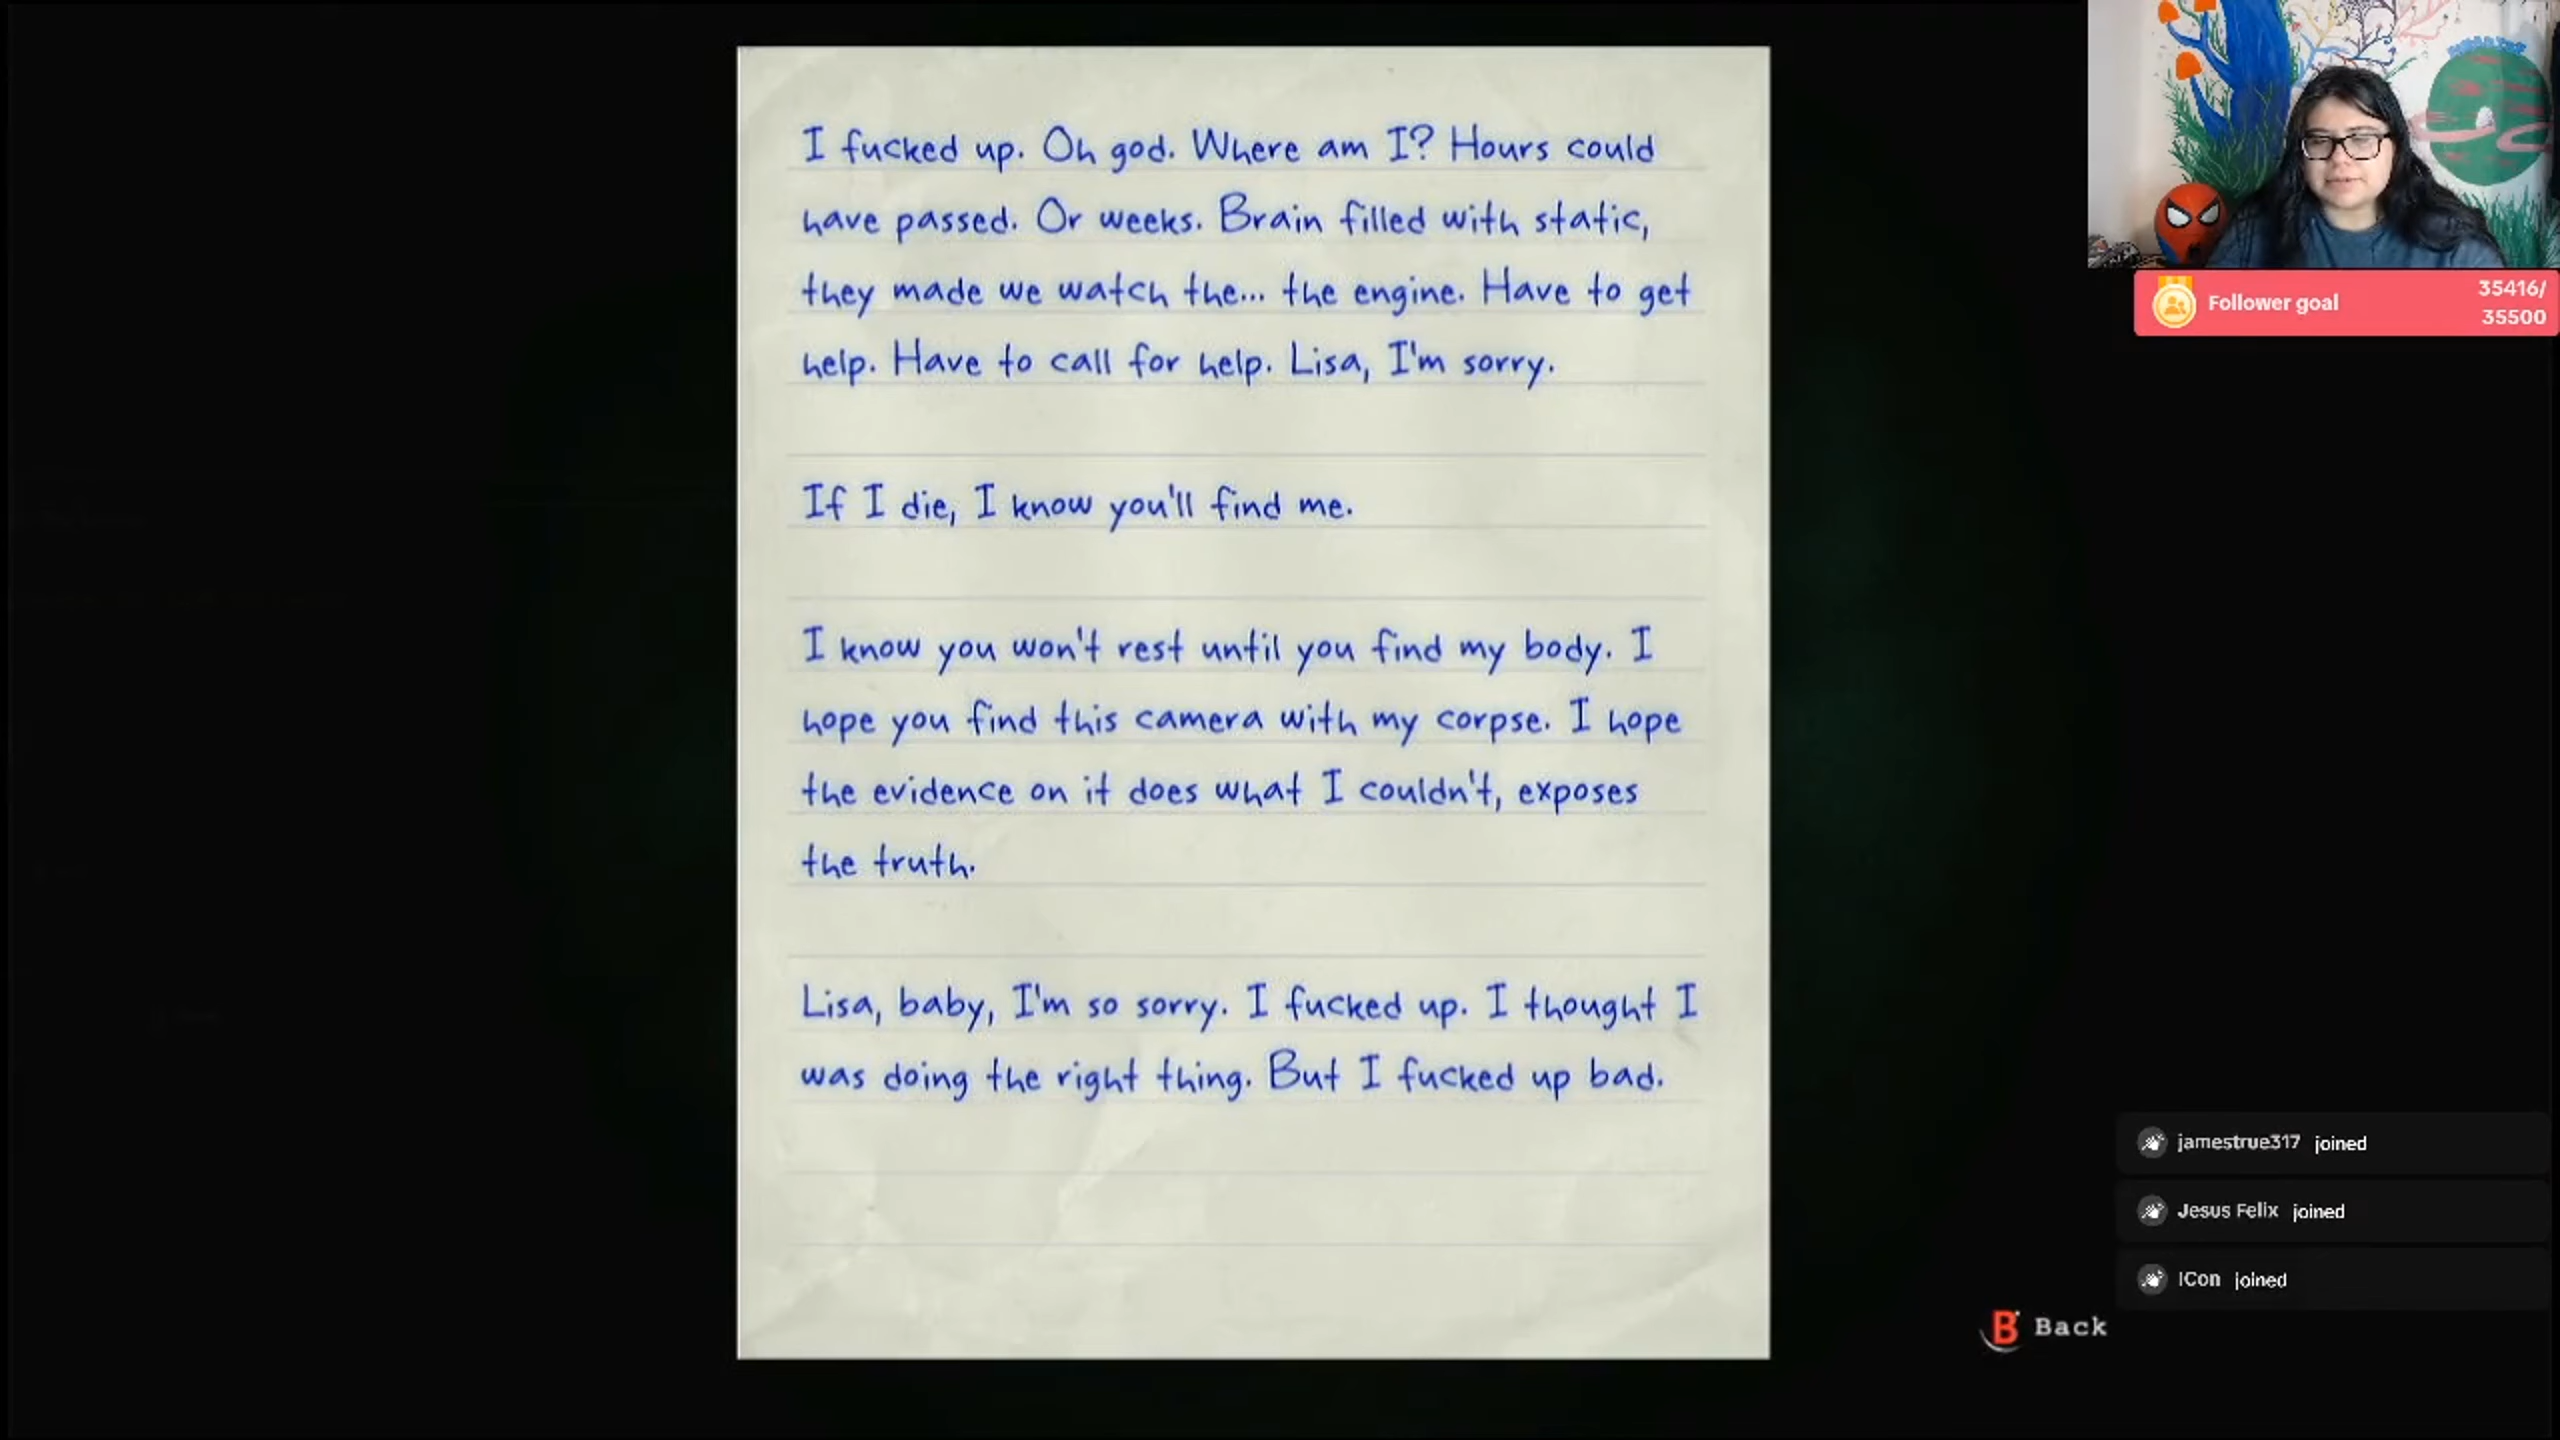 I fucked up. Oh god. Where am I? Hours could
have passed. Or weeks. Brain filled with static,
they made we watch the... the engine. Have to get
help. Have to call for help. Lisa, I'm sorry.
If I die, I know you'll find me.
I know you won't rest until you find my body. I
hope you find this camera with my corpse. I hope
the evidence on it does what I couldn't, exposes
the truth.
Lisa, baby, I'm so sorry. I fucked up. I thought I
was doing the right thing. But I fucked up bad.
Follower goal
35416/
35500
jamestrue317 joined
Jesus Felix joined
ICon joined
B Back